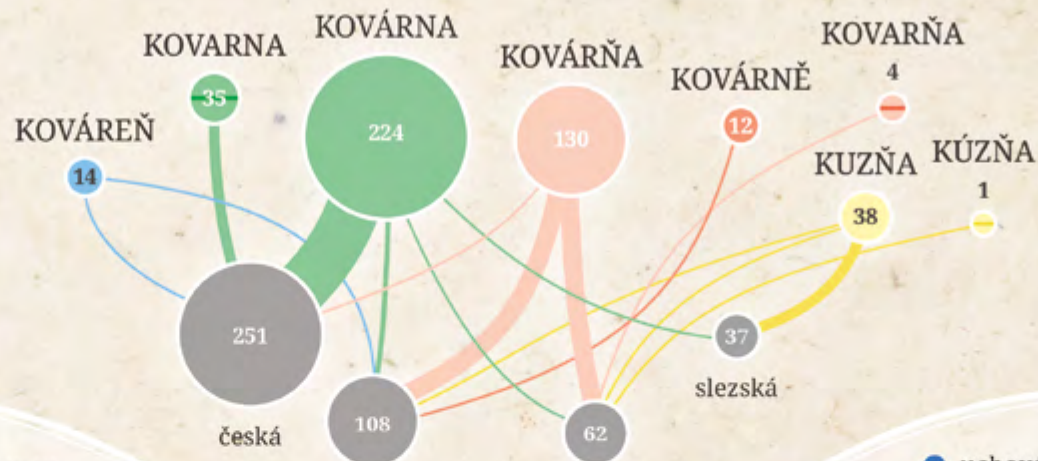 KOVÁREŇ
14
KOVARNA
35
KOVÁRNA
224
KOVÁRŇA
130
KOVÁRNĚ
12
KOVARŇA
4
KUZŇA
38
KÚZŇA
1
251
česká
108
62
37
slezská